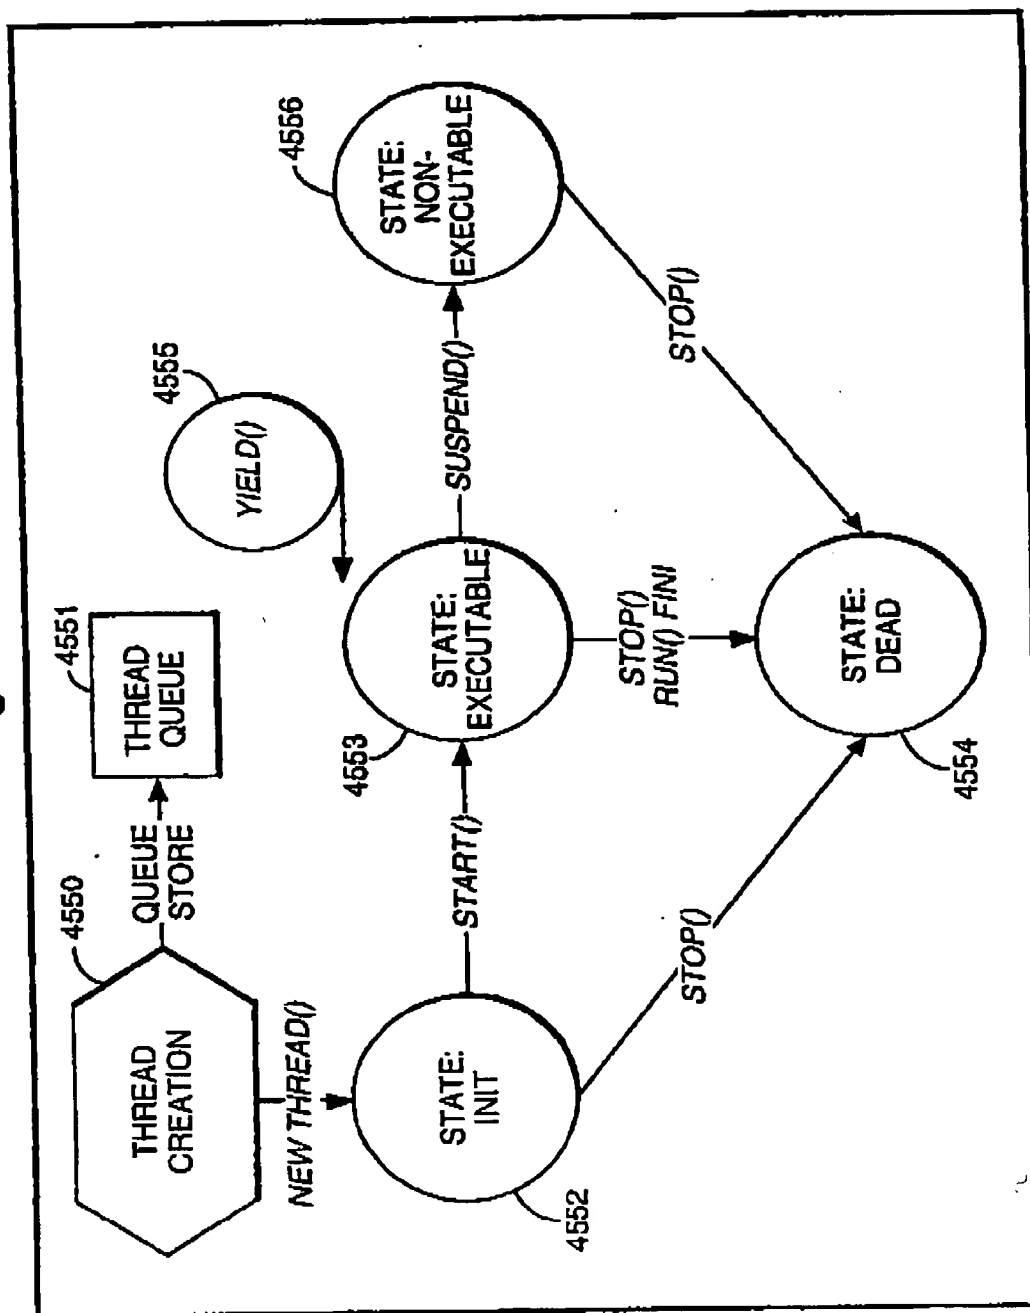 4550
THREAD
CREATION
QUEUE
STORE
4551
THREAD
QUEUE
NEW THREAD()
4555
YIELD()
4556
STATE:
INIT
4552
START()
4553
STATE:
EXECUTABLE
SUSPEND()
STATE:
NON-
EXECUTABLE
STOP()
STOP()
RUN() FINI
STOP()
STATE:
DEAD
4554